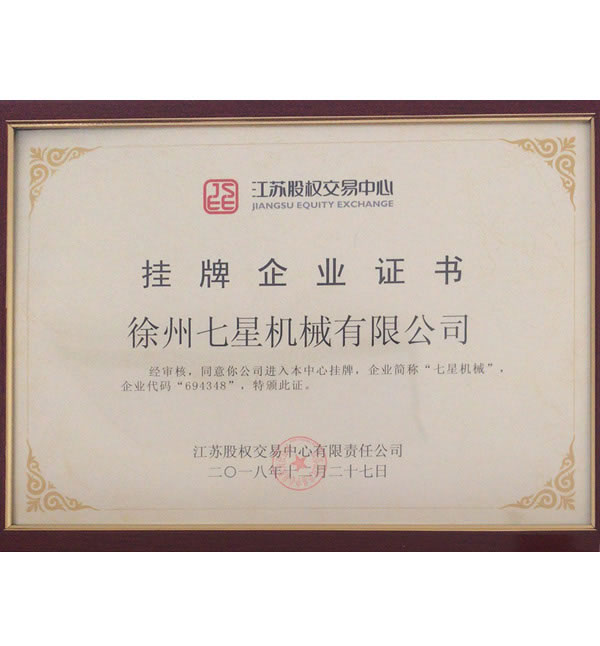 JS
EE
江苏股权交易中心
JIANGSU EQUITY EXCHANGE
挂牌企业证书
徐州七星机械有限公司
经审核，同意你公司进入本中心挂牌，企业简称“七星机械”，
企业代码“694348”，特颁此证。
江苏股权交易中心有限责任公司
二〇一八年十二月二十七日